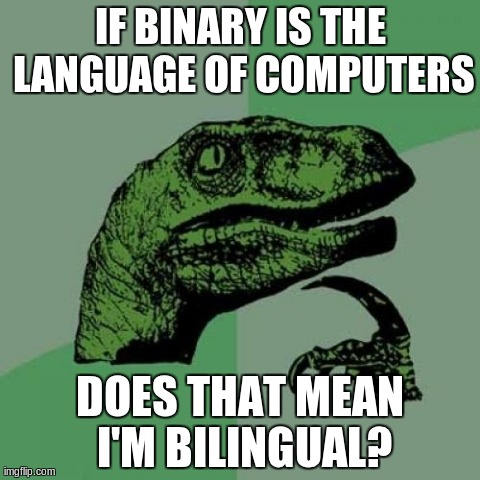 IF BINARY IS THE
LANGUAGE OF COMPUTERS
DOES THAT MEAN
I'M BILINGUAL?
imgflip.com